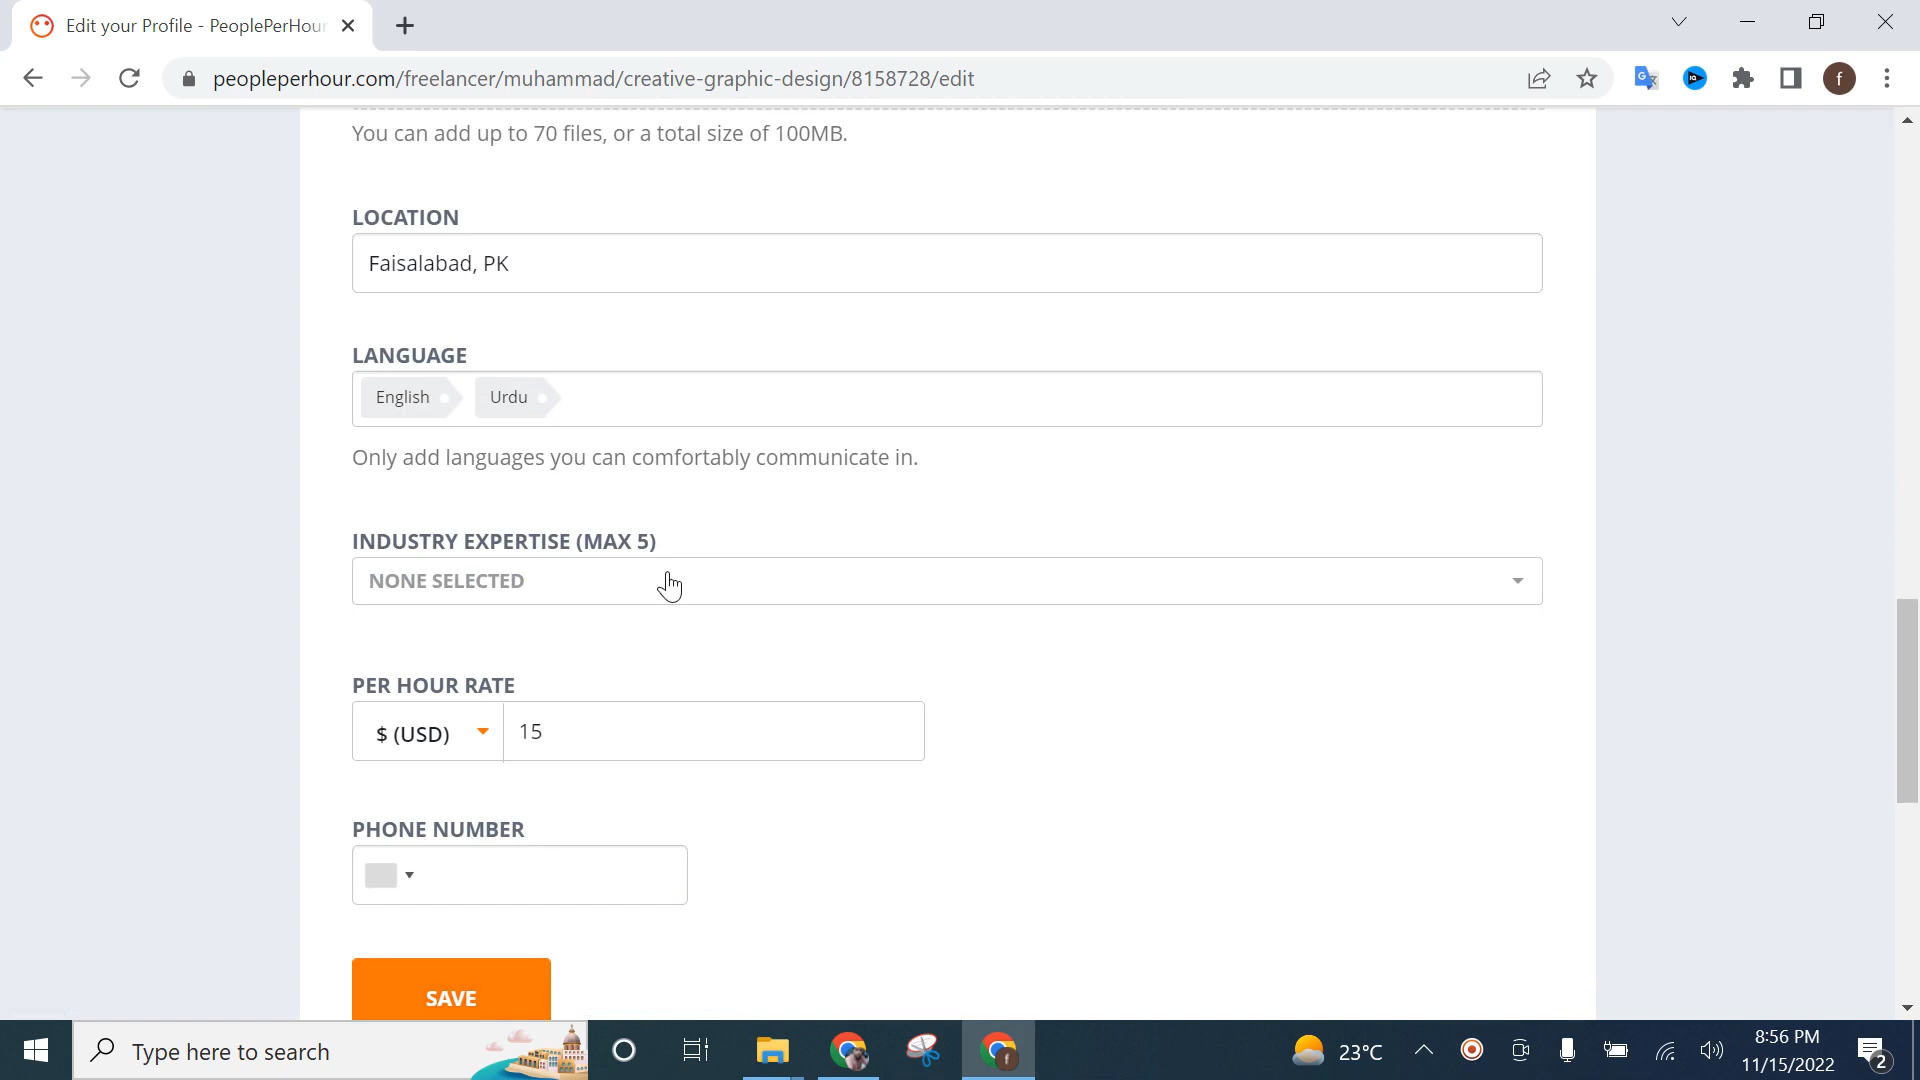 Edit your Profile - PeoplePerHour
peopleperhour.com/freelancer/muhammad/creative-graphic-design/8158728/edit
f
You can add up to 70 files, or a total size of 100MB.
LOCATION
Faisalabad, PK
LANGUAGE
English
Urdu
Only add languages you can comfortably communicate in.
INDUSTRY EXPERTISE (MAX 5)
NONE SELECTED
PER HOUR RATE
$ (USD)
15
PHONE NUMBER
SAVE
Type here to search
23°C
8:56 PM
11/15/2022
2